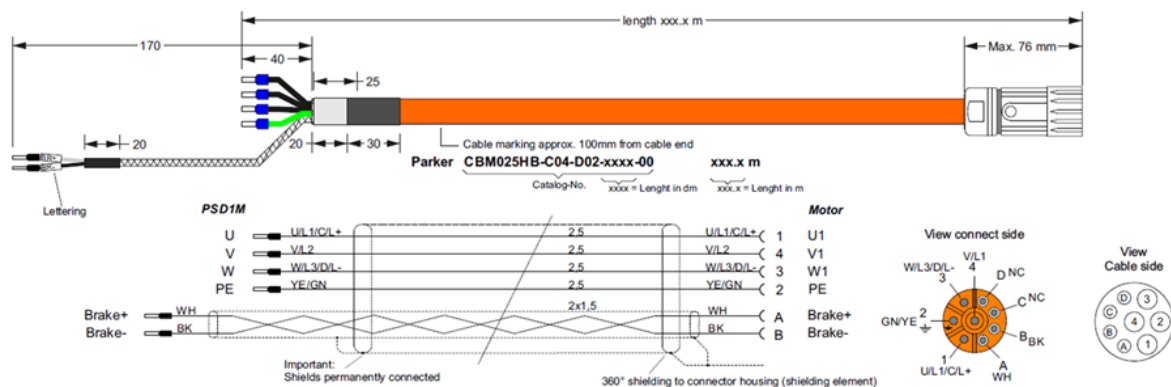 length xxx.x m
170
Max. 76 mm
40
25
20
20
30
Cable marking approx. 100mm from cable end
Parker CBM025HB-C04-D02-xxxx-00 xxx.x m
Catalog-No. xxxx = Lenght in dm xxx.x = Lenght in m
Lettering
PSD1M Motor
U U/L1/C/L+ 2,5 U/L1/C/L+ 1 U1
V V/L2 2,5 V/L2 4 V1
W W/L3/D/L- 2,5 W/L3/D/L- 3 W1
PE YE/GN 2,5 YE/GN 2 PE
Brake+ WH 2x1,5 WH A Brake+
Brake- BK BK B Brake-
Important:
Shields permanently connected
360° shielding to connector housing (shielding element)
View connect side
V/L1
W/L3/D/L- 4 D NC
3
C NC
GN/YE 2
B BK
1
A
U/L1/C/L+ WH
View
Cable side
D 3
C
4 2
B
A 1